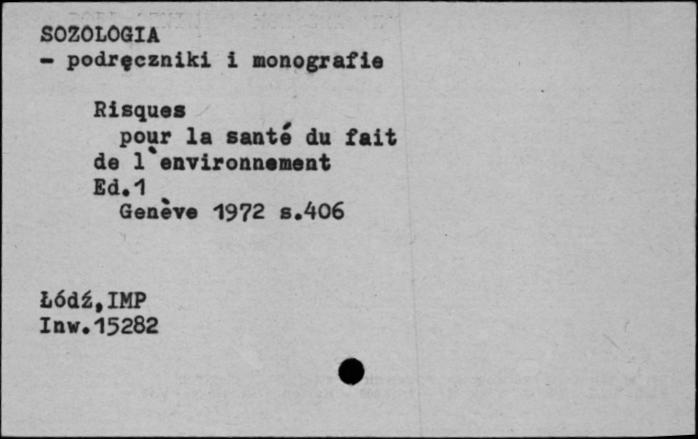 SOZOLOGIA
- podręczniki i monografie
Risques
pour la santé du fait
de l'environnement
Ed.1
Genève 1972 s.406
Łódź,IMP
Inw.15282